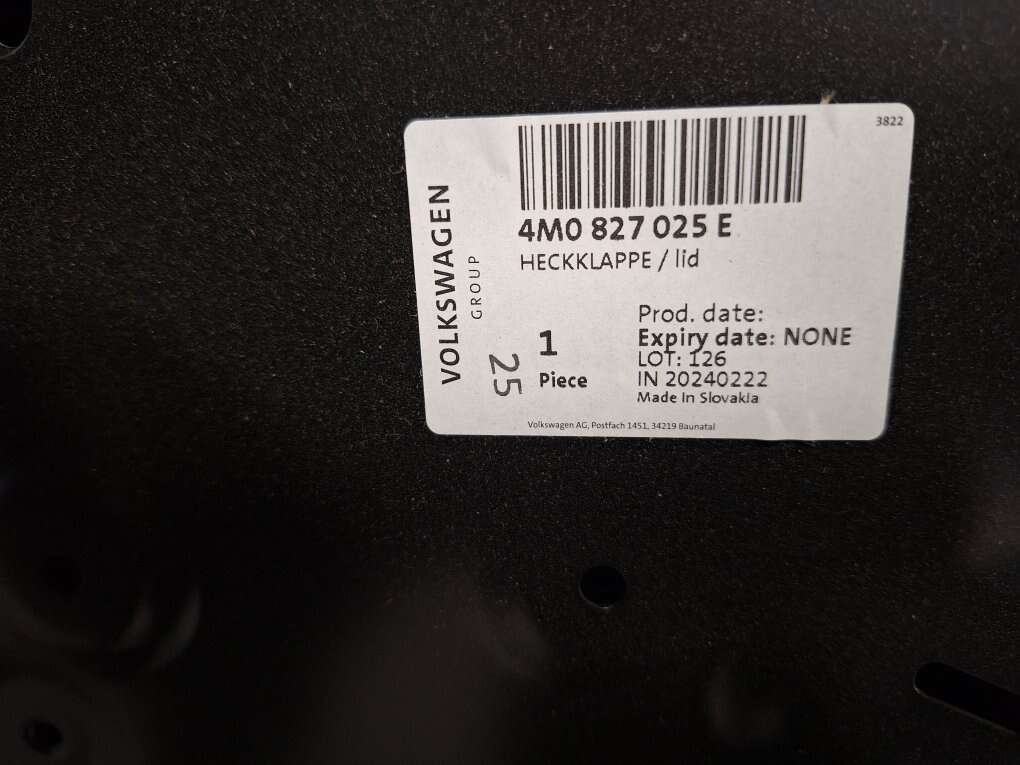 3822
VOLKSWAGEN
GROUP
4M0 827 025 E
HECKKLAPPE / lid
25
1
Piece
Prod. date:
Expiry date: NONE
LOT: 126
IN 20240222
Made In Slovakia
Volkswagen AG, Postfach 1451, 34219 Baunatal